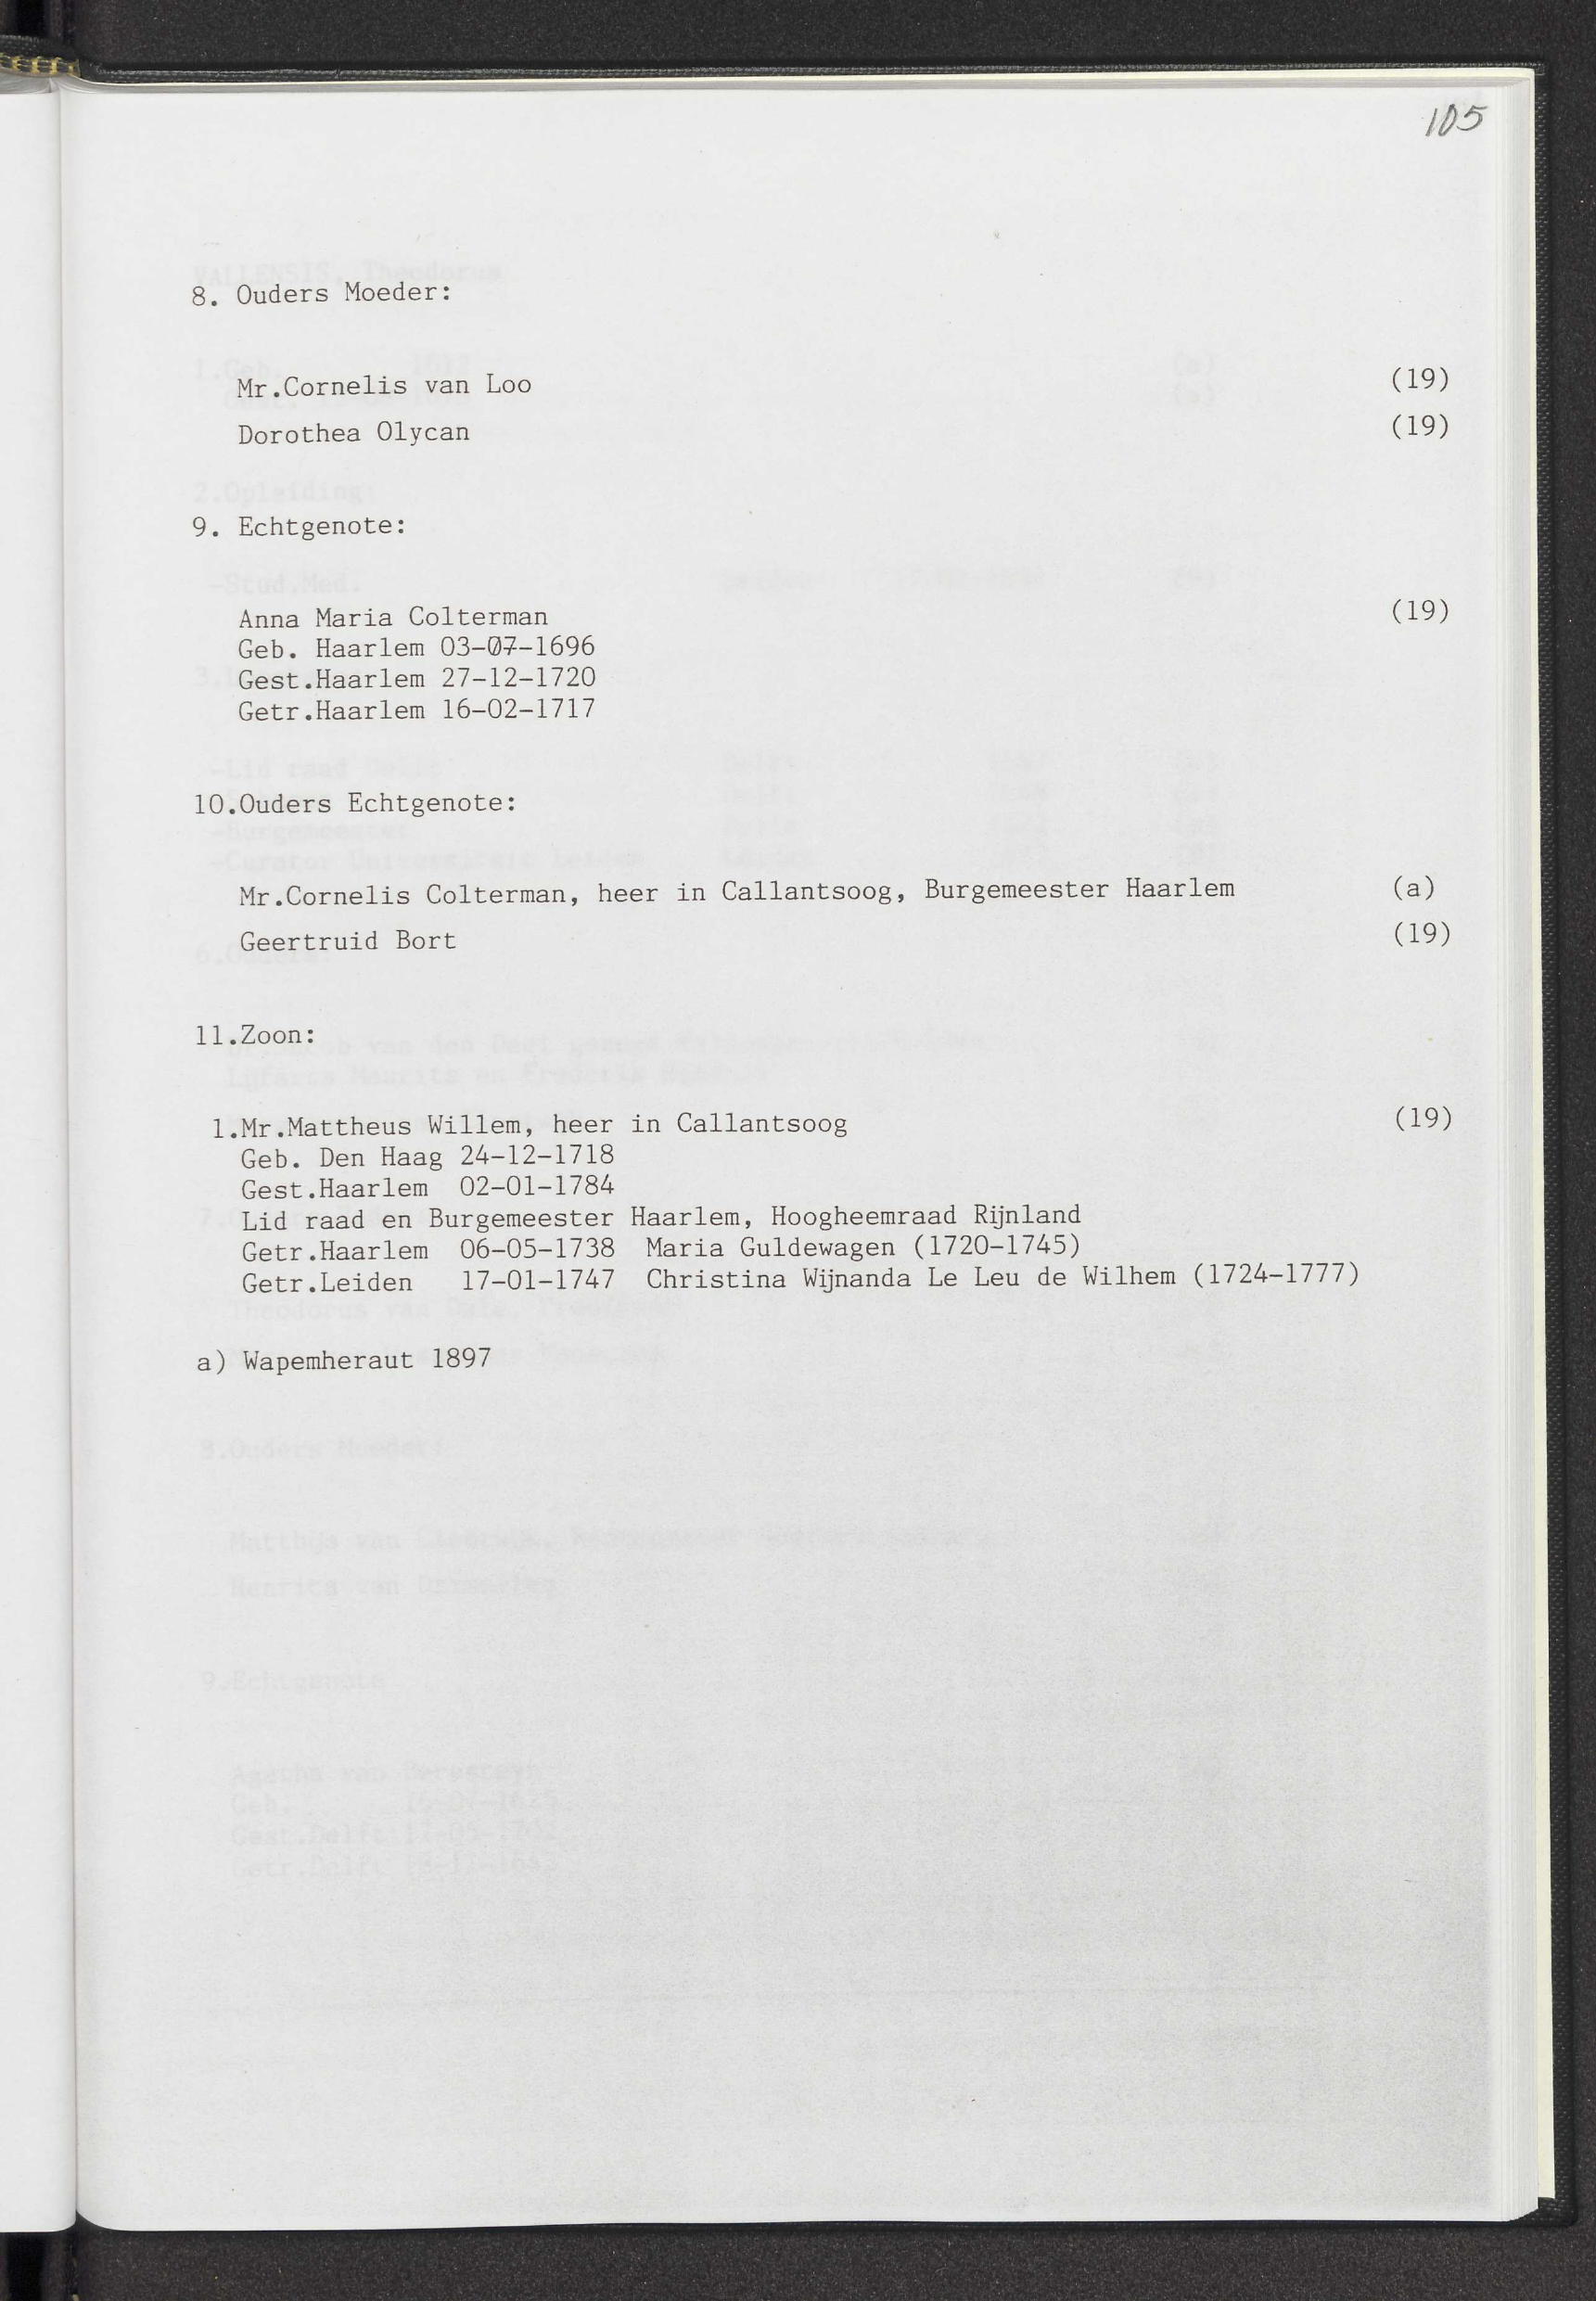 105
8. Ouders Moeder:
Mr.Cornelis van Loo (19)
Dorothea Olycan (19)
9. Echtgenote:
Anna Maria Colterman (19)
Geb. Haarlem 03-07-1696
Gest.Haarlem 27-12-1720
Getr.Haarlem 16-02-1717
10.Ouders Echtgenote:
Mr.Cornelis Colterman, heer in Callantsoog, Burgemeester Haarlem (a)
Geertruid Bort (19)
11.Zoon:
1.Mr.Mattheus Willem, heer in Callantsoog (19)
Geb. Den Haag 24-12-1718
Gest.Haarlem 02-01-1784
Lid raad en Burgemeester Haarlem, Hoogheemraad Rijnland
Getr.Haarlem 06-05-1738 Maria Guldewagen (1720-1745)
Getr.Leiden 17-01-1747 Christina Wijnanda Le Leu de Wilhem (1724-1777)
a) Wapemheraut 1897